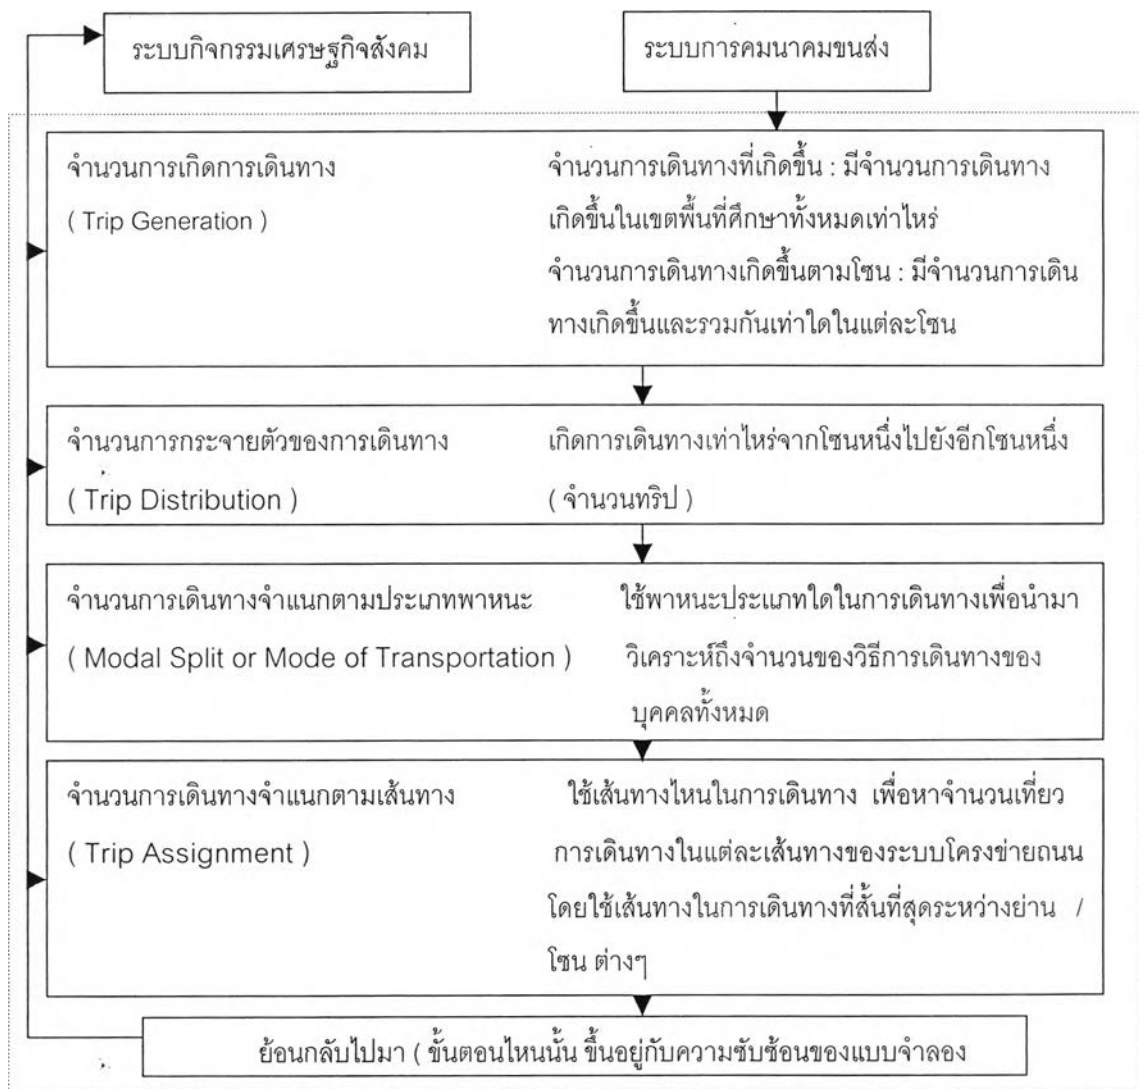 ระบบกิจกรรมเศรษฐกิจสังคม
ระบบการคมนาคมขนส่ง
จำนวนการเกิดการเดินทาง
( Trip Generation )
จำนวนการเดินทางที่เกิดขึ้น : มีจำนวนการเดินทาง
เกิดขึ้นในเขตพื้นที่ศึกษาทั้งหมดเท่าไหร่
จำนวนการเดินทางเกิดขึ้นตามโซน : มีจำนวนการเดิน
ทางเกิดขึ้นและรวมกันเท่าใดในแต่ละโซน
จำนวนการกระจายตัวของการเดินทาง
( Trip Distribution )
เกิดการเดินทางเท่าไหร่จากโซนหนึ่งไปยังอีกโซนหนึ่ง
( จำนวนทริป )
จำนวนการเดินทางจำแนกตามประเภทพาหนะ
( Modal Split or Mode of Transportation )
ใช้พาหนะประแภทใดในการเดินทางเพื่อนำมา
วิเคราะห์ถึงจำนวนของวิธีการเดินทางของ
บุคคลทั้งหมด
จำนวนการเดินทางจำแนกตามเส้นทาง
( Trip Assignment )
ใช้เส้นทางไหนในการเดินทาง เพื่อหาจำนวนเที่ยว
การเดินทางในแต่ละเส้นทางของระบบโครงข่ายถนน
โดยใช้เส้นทางในการเดินทางที่สั้นที่สุดระหว่างย่าน /
โซน ต่างๆ
ย้อนกลับไปมา ( ขั้นตอนไหนนั้น ขึ้นอยู่กับความซับซ้อนของแบบจำลอง